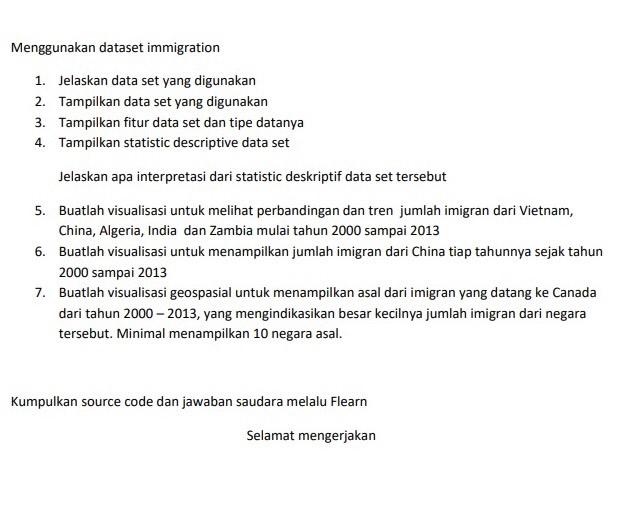 Menggunakan dataset immigration
1. Jelaskan data set yang digunakan
2. Tampilkan data set yang digunakan
3. Tampilkan fitur data set dan tipe datanya
4. Tampilkan statistic descriptive data set
Jelaskan apa interpretasi dari statistic deskriptif data set tersebut
5. Buatlah visualisasi untuk melihat perbandingan dan tren jumlah imigran dari Vietnam,
China, Algeria, India dan Zambia mulai tahun 2000 sampai 2013
6. Buatlah visualisasi untuk menampilkan jumlah imigran dari China tiap tahunnya sejak tahun
2000 sampai 2013
7. Buatlah visualisasi geospasial untuk menampilkan asal dari imigran yang datang ke Canada
dari tahun 2000 – 2013, yang mengindikasikan besar kecilnya jumlah imigran dari negara
tersebut. Minimal menampilkan 10 negara asal.
Kumpulkan source code dan jawaban saudara melalu Flearn
Selamat mengerjakan